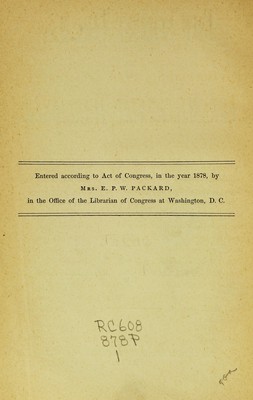 Entered according to Act of Congress, in the year 1878, by
MRS. E. P. W. PACKARD,
in the Office of the Librarian of Congress at Washington, D. C.
RC608
878P
1